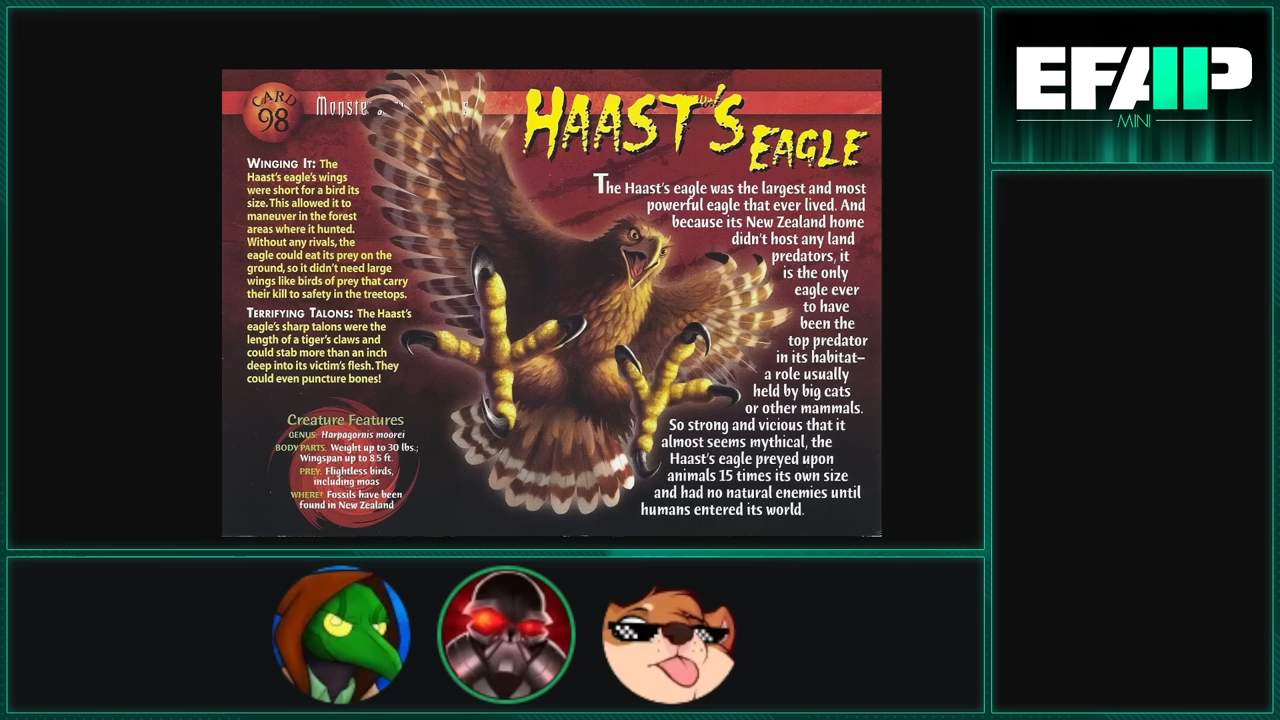 EFAP
MINI
CARD
98
HAAST'S
EAGLE
WINGING IT: The
Haast's eagle's wings
were short for a bird its
size. This allowed it to
maneuver in the forest
areas where it hunted.
Without any rivals, the
eagle could eat its prey on the
ground, so it didn't need large
wings like birds of prey that carry
their kill to safety in the treetops.
TERRIFYING TALONS: The Haast's
eagle's sharp talons were the
length of a tiger's claws and
could stab more than an inch
deep into its victim's flesh. They
could even puncture bones!
Creature Features
GENUS: Harpagornis moorei
BODY PARTS: Weight up to 30 lbs.;
Wingspan up to 8.5 ft.
PREY: Flightless birds,
including moas
WHERE? Fossils have been
found in New Zealand
The Haast's eagle was the largest and most
powerful eagle that ever lived. And
because its New Zealand home
didn't host any land
predators, it
is the only
eagle ever
to have
been the
top predator
in its habitat–
a role usually
held by big cats
or other mammals.
So strong and vicious that it
almost seems mythical, the
Haast's eagle preyed upon
animals 15 times its own size
and had no natural enemies until
humans entered its world.